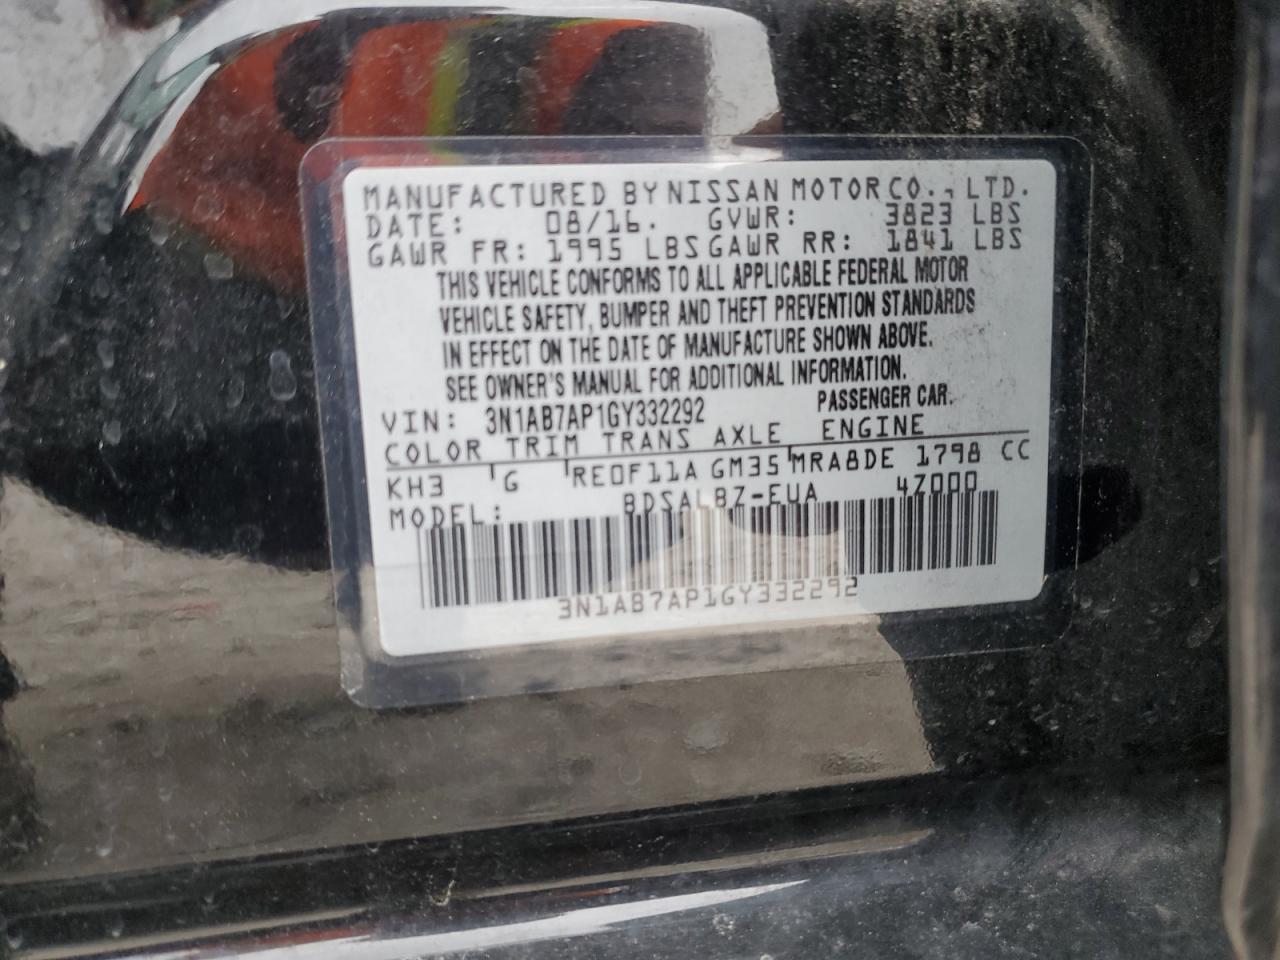 MANUFACTURED BY NISSAN MOTOR CO., LTD.
DATE: 08/16. GVWR: 3823 LBS
GAWR FR: 1995 LBS GAWR RR: 1841 LBS
THIS VEHICLE CONFORMS TO ALL APPLICABLE FEDERAL MOTOR
VEHICLE SAFETY, BUMPER AND THEFT PREVENTION STANDARDS
IN EFFECT ON THE DATE OF MANUFACTURE SHOWN ABOVE.
SEE OWNER'S MANUAL FOR ADDITIONAL INFORMATION.
VIN: 3N1AB7AP1GY332292 PASSENGER CAR.
COLOR TRIM TRANS AXLE ENGINE
KH3 G RE0F11A GM35 MRA8DE 1798 CC
MODEL: BDSALBZ-EUA 4Z000
3N1AB7AP1GY332292